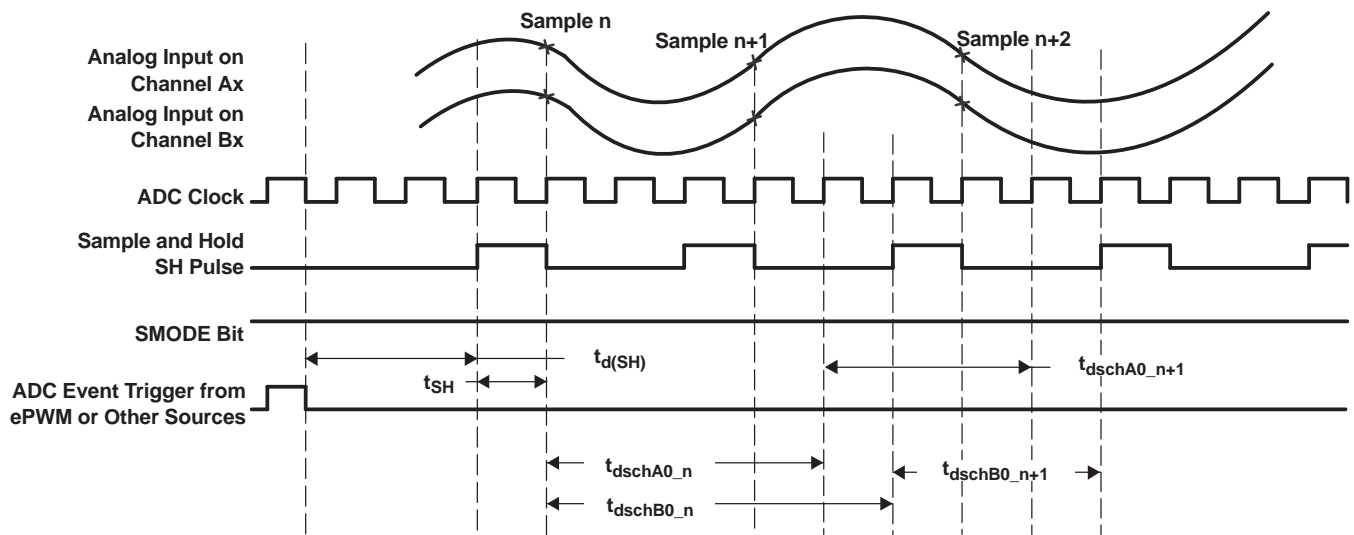 Sample n
Sample n+1
Sample n+2
Analog Input on
Channel Ax
Analog Input on
Channel Bx
ADC Clock
Sample and Hold
SH Pulse
SMODE Bit
td(SH)
tdschA0_n+1
tSH
ADC Event Trigger from
ePWM or Other Sources
tdschA0_n
tdschB0_n+1
tdschB0_n